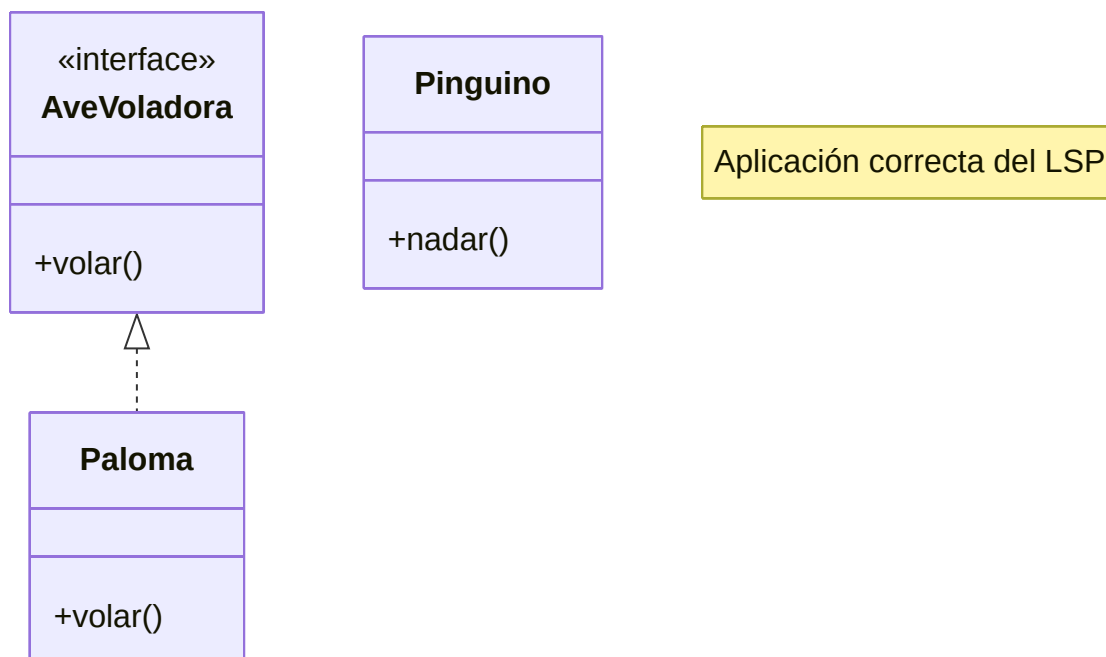 «interface»
AveVoladora
+volar()
Pinguino
+nadar()
Aplicación correcta del LSP
Paloma
+volar()